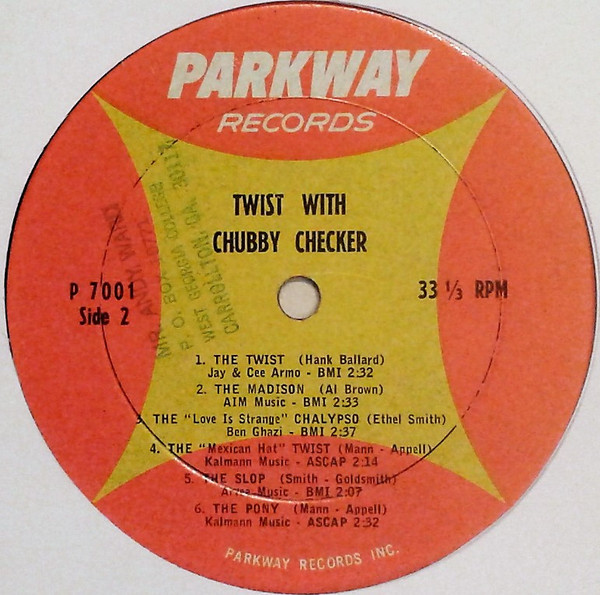 PARKWAY
RECORDS
TWIST WITH
CHUBBY CHECKER
P 7001
Side 2
33 1/3 RPM
P. O. BOX
WEST GEORGIA COLLEGE
CARROLLTON, GA. 30117
1. THE TWIST (Hank Ballard)
Jay & Cee Armo - BMI 2:32
2. THE MADISON (Al Brown)
AIM Music - BMI 2:33
3 THE "Love Is Strange" CHALYPSO (Ethel Smith)
Ben Ghazi - BMI 2:37
4. THE "Mexican Hat" TWIST (Mann - Appell)
Kalmann Music - ASCAP 2:14
5. THE SLOP (Smith - Goldsmith)
Music - BMI 2:07
6. THE PONY (Mann - Appell)
Kalmann Music - ASCAP 2:32
PARKWAY RECORDS INC.